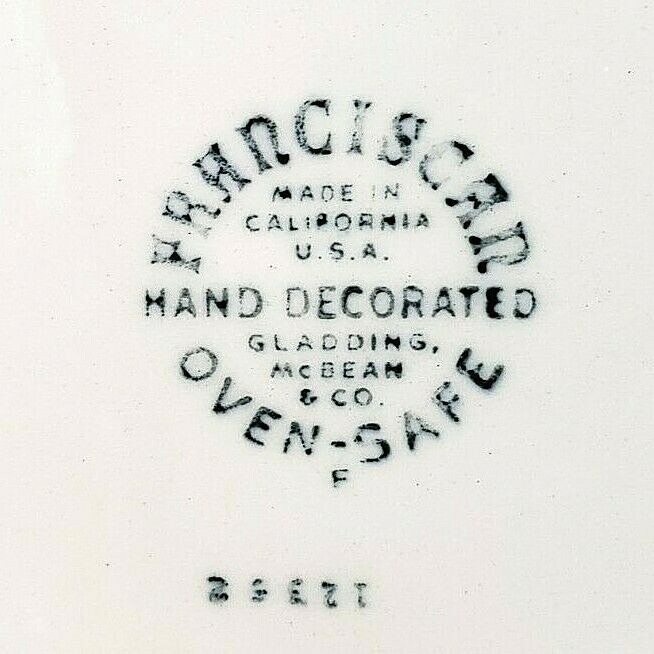 FRANCISCAN
MADE IN
CALIFORNIA
U.S.A.
HAND DECORATED
GLADDING,
McBEAN
& CO.
OVEN-SAFE
F